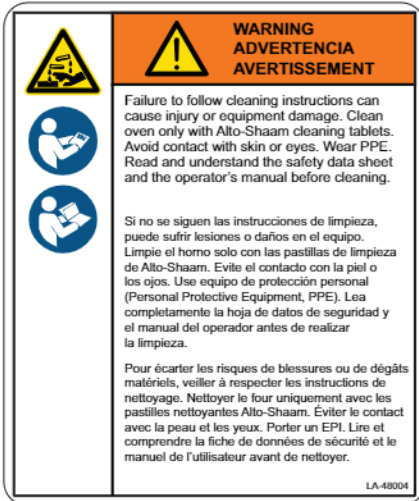 WARNING
ADVERTENCIA
AVERTISSEMENT
Failure to follow cleaning instructions can
cause injury or equipment damage. Clean
oven only with Alto-Shaam cleaning tablets.
Avoid contact with skin or eyes. Wear PPE.
Read and understand the safety data sheet
and the operator’s manual before cleaning.
Si no se siguen las instrucciones de limpieza,
puede sufrir lesiones o daños en el equipo.
Limpie el horno solo con las pastillas de limpieza
de Alto-Shaam. Evite el contacto con la piel o
los ojos. Use equipo de protección personal
(Personal Protective Equipment, PPE). Lea
completamente la hoja de datos de seguridad y
el manual del operador antes de realizar
la limpieza.
Pour écarter les risques de blessures ou de dégâts
matériels, veiller à respecter les instructions de
nettoyage. Nettoyer le four uniquement avec les
pastilles nettoyantes Alto-Shaam. Éviter le contact
avec la peau et les yeux. Porter un EPI. Lire et
comprendre la fiche de données de sécurité et le
manuel de l’utilisateur avant de nettoyer.
LA-48004